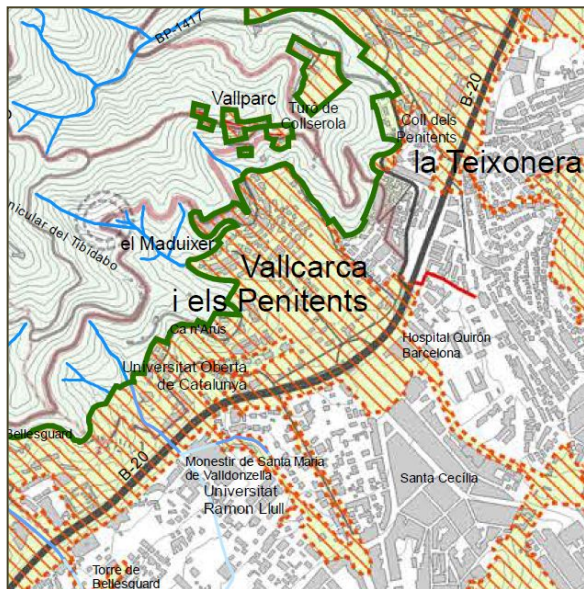 BP-1417
B-20
Vallparc
Turó de
Collserola
Coll dels
Penitents
la Teixonera
nicular del Tibidabo
el Maduixer
Vallcarca
i els Penitents
Ca n'Arús
Hospital Quirón
Barcelona
Universitat Oberta
de Catalunya
Bellesguard
B-20
Monestir de Santa Maria
de Valldonzella
Universitat
Ramon Llull
Santa Cecília
Torre de
Bellesguard